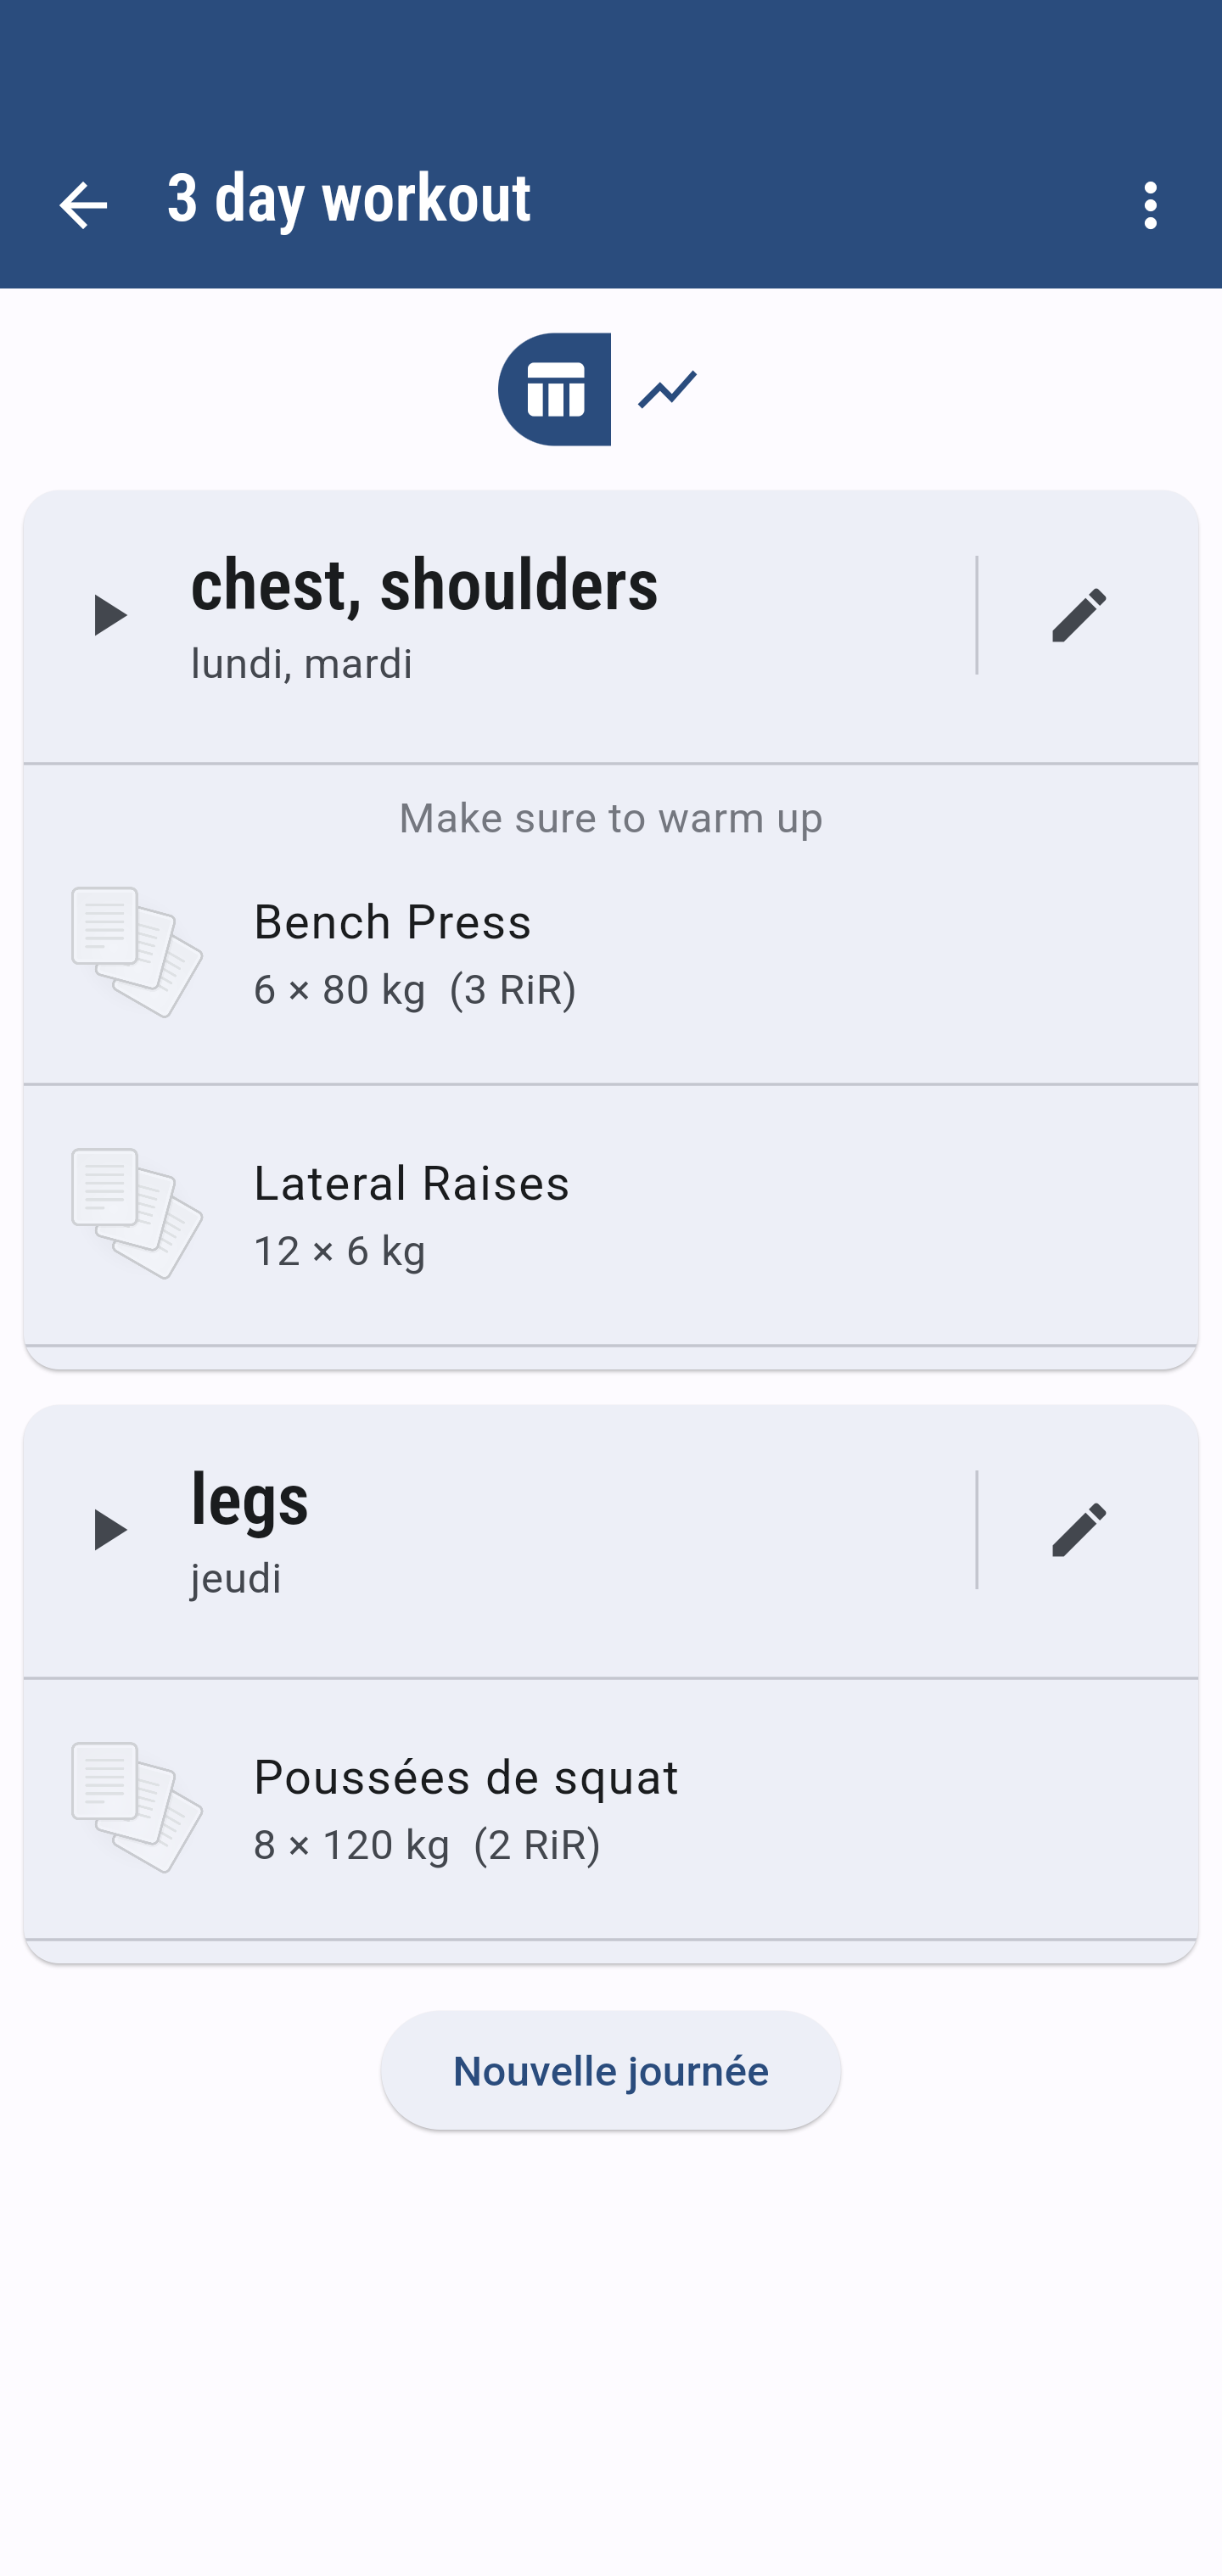 3 day workout
chest, shoulders
lundi, mardi
Make sure to warm up
Bench Press
6 × 80 kg  (3 RiR)
Lateral Raises
12 × 6 kg
legs
jeudi
Poussées de squat
8 × 120 kg  (2 RiR)
Nouvelle journée